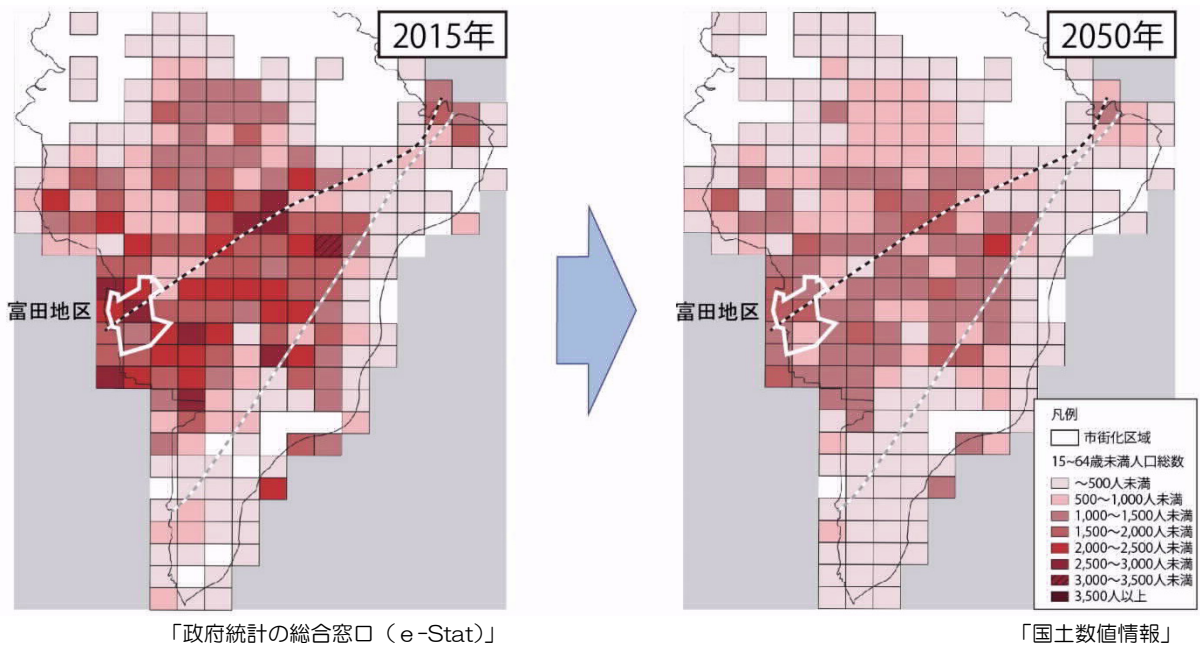 2015年
富田地区
「政府統計の総合窓口（e-Stat）」
2050年
富田地区
凡例
市街化区域
15~64歳未満人口総数
～500人未満
500～1,000人未満
1,000～1,500人未満
1,500～2,000人未満
2,000～2,500人未満
2,500～3,000人未満
3,000～3,500人未満
3,500人以上
「国土数値情報」